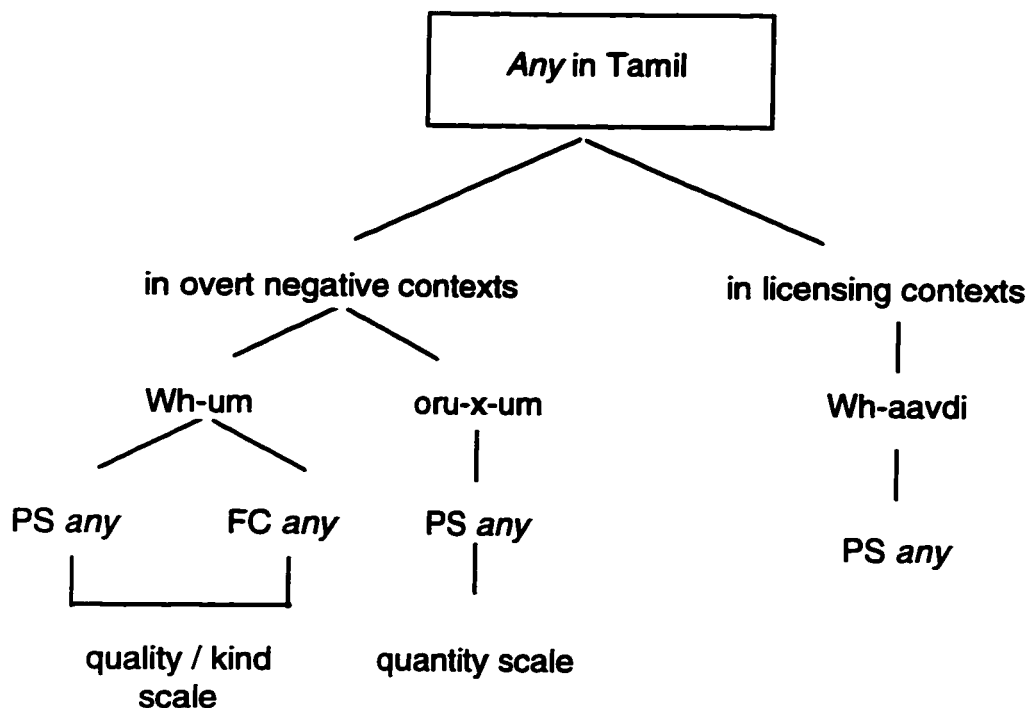 Any in Tamil
in overt negative contexts
in licensing contexts
Wh-um
oru-x-um
Wh-aavdi
PS any
FC any
PS any
PS any
quality / kind
scale
quantity scale